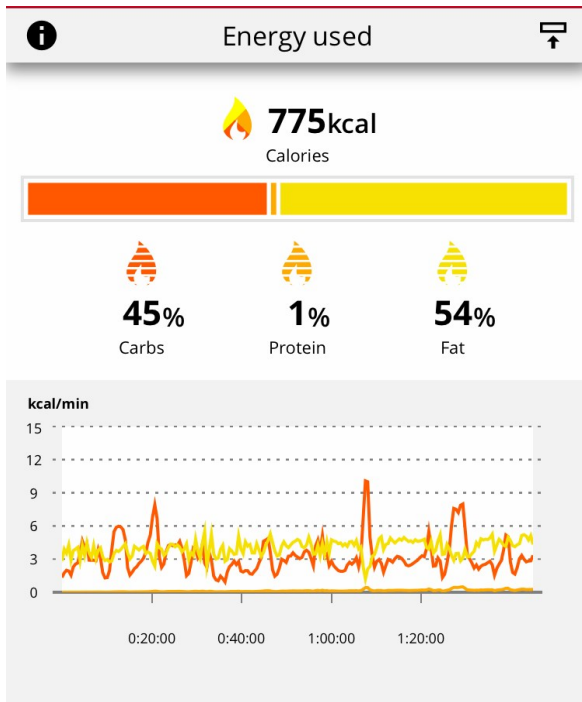 Energy used
775kcal
Calories
45% 1% 54%
Carbs Protein Fat
kcal/min
15
12
9
6
3
0
0:20:00 0:40:00 1:00:00 1:20:00